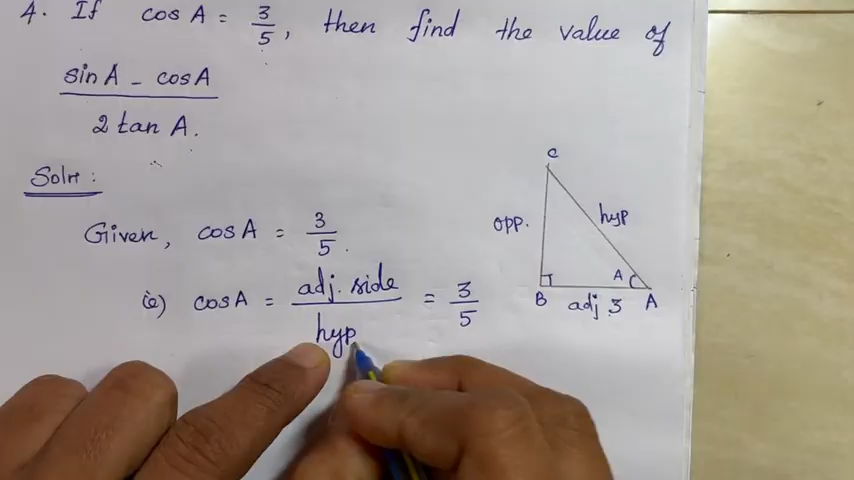 4. If cos A = 3/5, then find the value of
sin A - cos A / 2 tan A.
Soln :
Given, cos A = 3/5.
(ie) cos A = adj. side / hyp = 3/5
C
opp.
hyp
A
B
adj 3
A